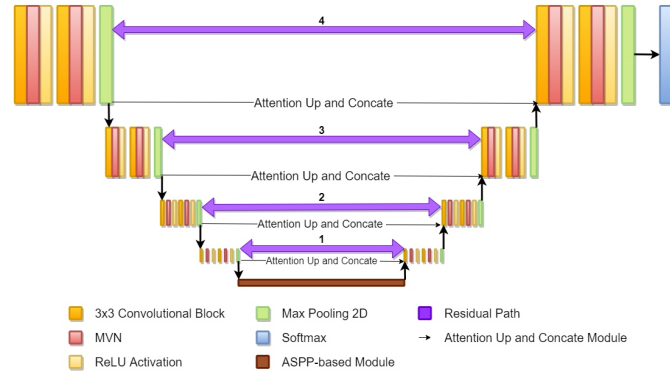 4
Attention Up and Concate
3
Attention Up and Concate
2
Attention Up and Concate
1
Attention Up and Concate
3x3 Convolutional Block
Max Pooling 2D
Residual Path
MVN
Softmax
Attention Up and Concate Module
ReLU Activation
ASPP-based Module